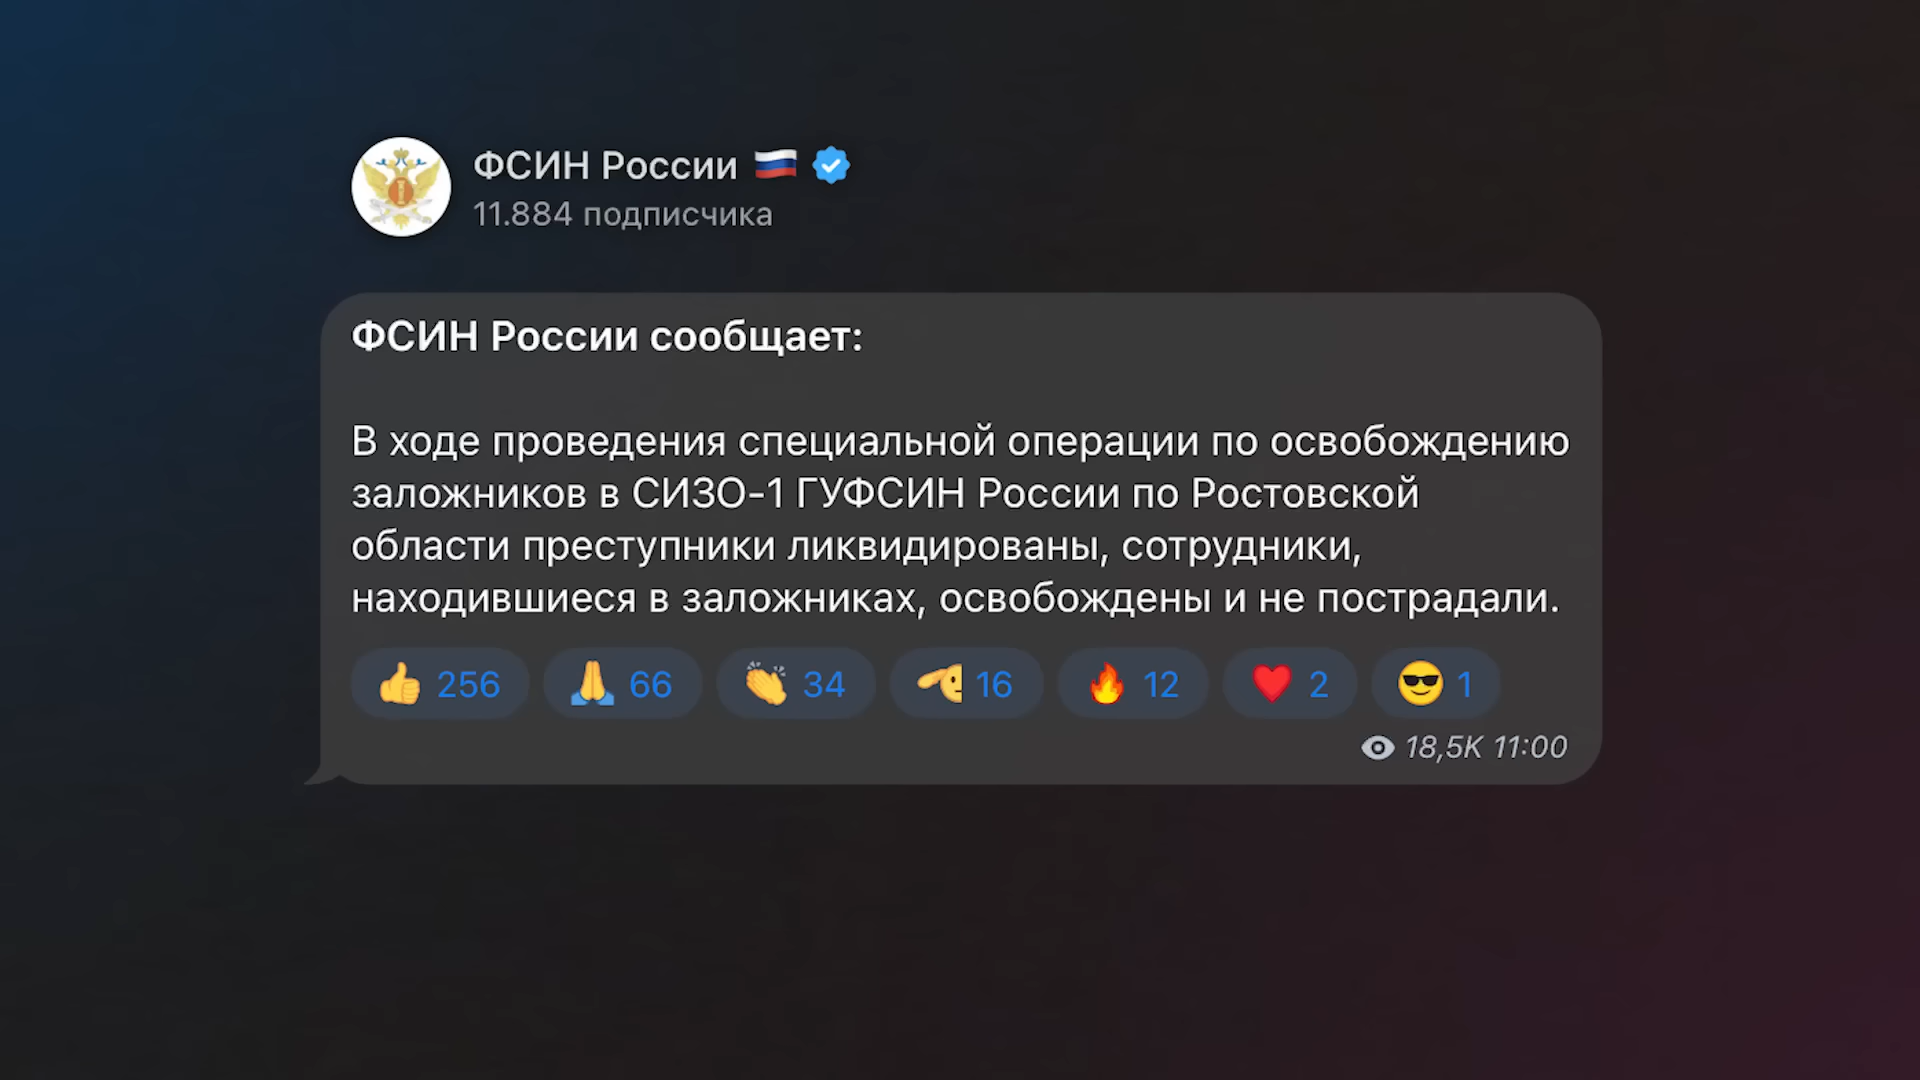 ФСИН России 🇷🇺
11.884 подписчика
ФСИН России сообщает:
В ходе проведения специальной операции по освобождению
заложников в СИЗО-1 ГУФСИН России по Ростовской
области преступники ликвидированы, сотрудники,
находившиеся в заложниках, освобождены и не пострадали.
👍 256 🙏 66 👏 34 16 🔥 12 ❤️ 2 😎 1
18,5K 11:00